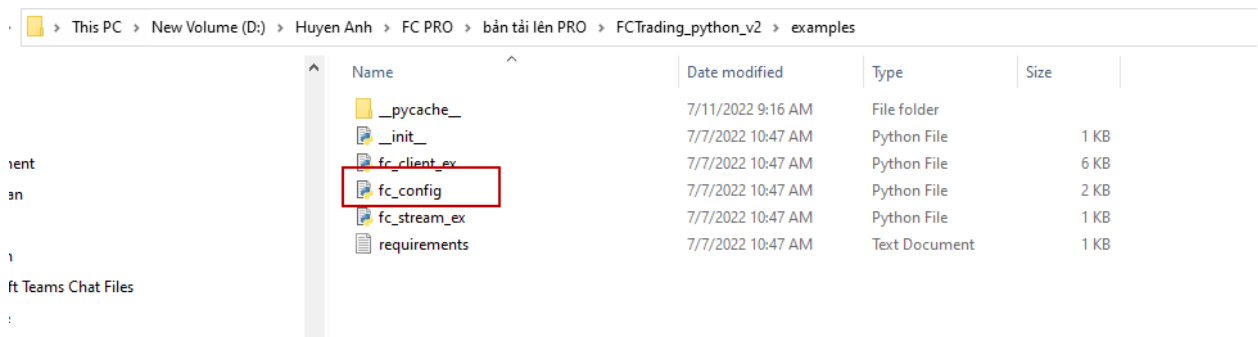 This PC > New Volume (D:) > Huyen Anh > FC PRO > bản tải lên PRO > FCTrading_python_v2 > examples
Name Date modified Type Size
__pycache__ 7/11/2022 9:16 AM File folder
__init__ 7/7/2022 10:47 AM Python File 1 KB
fc_client_ex 7/7/2022 10:47 AM Python File 6 KB
fc_config 7/7/2022 10:47 AM Python File 2 KB
fc_stream_ex 7/7/2022 10:47 AM Python File 1 KB
requirements 7/7/2022 10:47 AM Text Document 1 KB
ment
an
ft Teams Chat Files